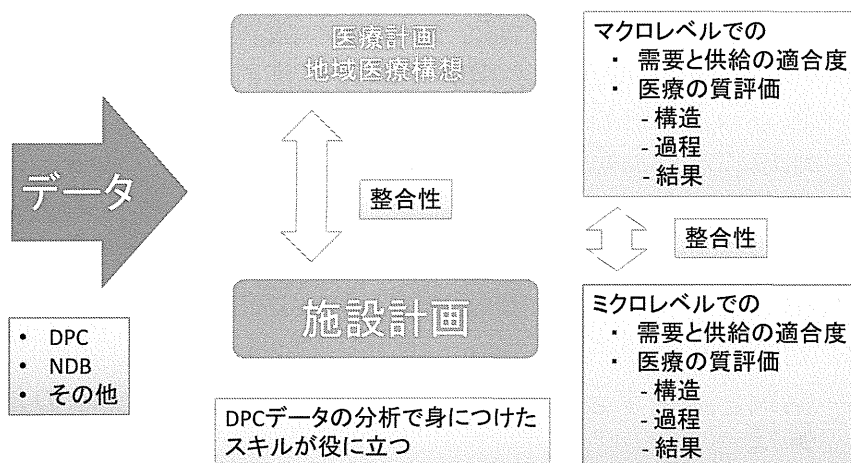 医療計画
地域医療構想
データ
整合性
施設計画
• DPC
• NDB
• その他
DPCデータの分析で身につけた
スキルが役に立つ
マクロレベルでの
・ 需要と供給の適合度
・ 医療の質評価
- 構造
- 過程
- 結果
整合性
ミクロレベルでの
・ 需要と供給の適合度
・ 医療の質評価
- 構造
- 過程
- 結果